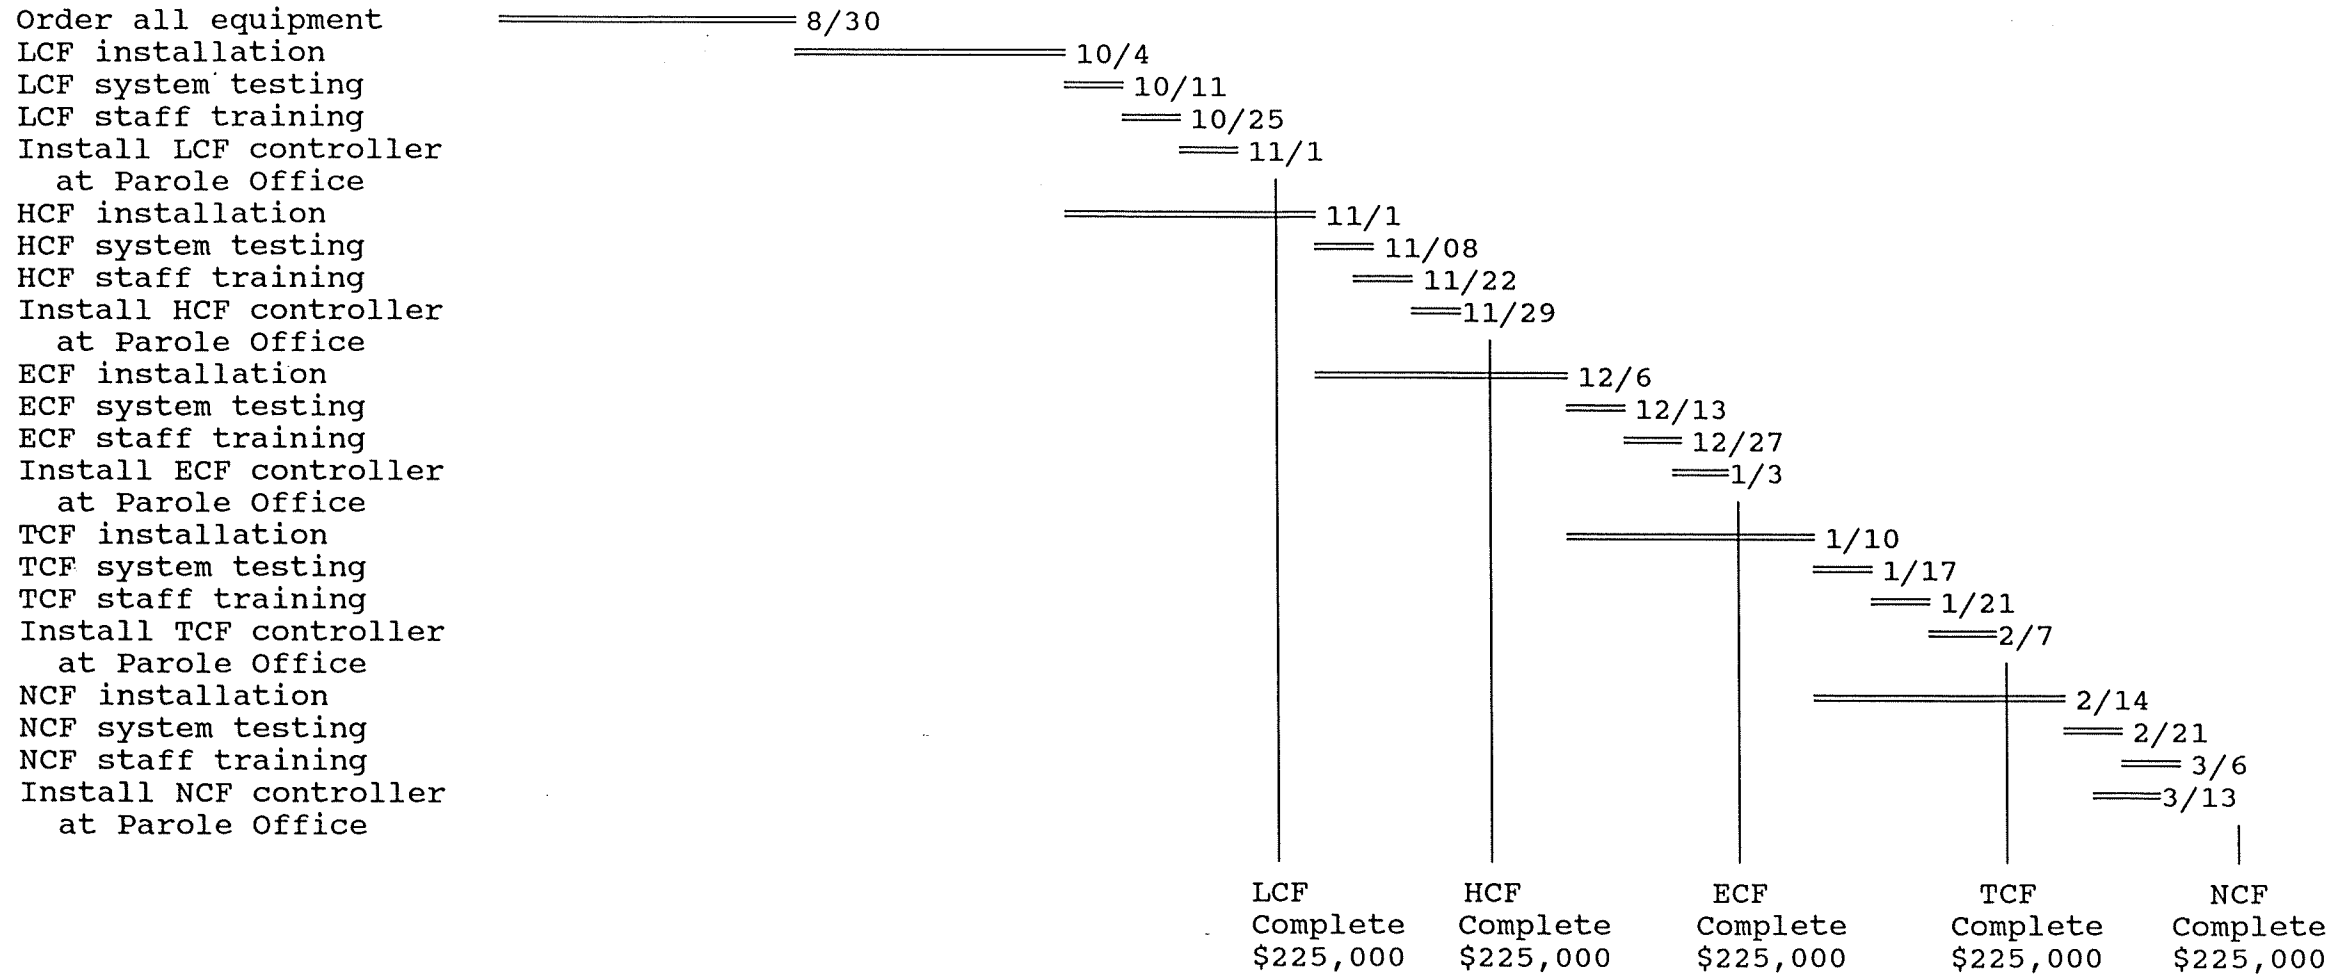 Order all equipment 8/30
LCF installation 10/4
LCF system testing 10/11
LCF staff training 10/25
Install LCF controller 11/1
at Parole Office
HCF installation 11/1
HCF system testing 11/08
HCF staff training 11/22
Install HCF controller 11/29
at Parole Office
ECF installation 12/6
ECF system testing 12/13
ECF staff training 12/27
Install ECF controller 1/3
at Parole Office
TCF installation 1/10
TCF system testing 1/17
TCF staff training 1/21
Install TCF controller 2/7
at Parole Office
NCF installation 2/14
NCF system testing 2/21
NCF staff training 3/6
Install NCF controller 3/13
at Parole Office
LCF HCF ECF TCF NCF
Complete Complete Complete Complete Complete
$225,000 $225,000 $225,000 $225,000 $225,000